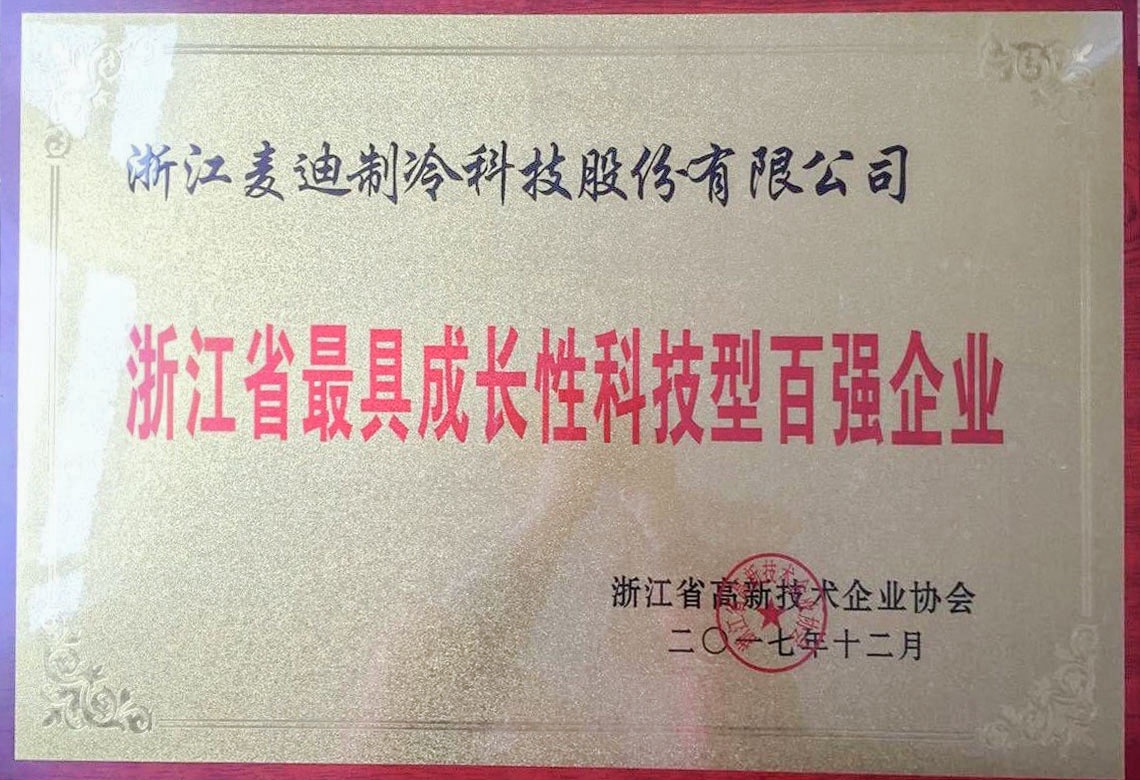 浙江麦迪制冷科技股份有限公司
浙江省最具成长性科技型百强企业
浙江省高新技术企业协会
二〇一七年十二月